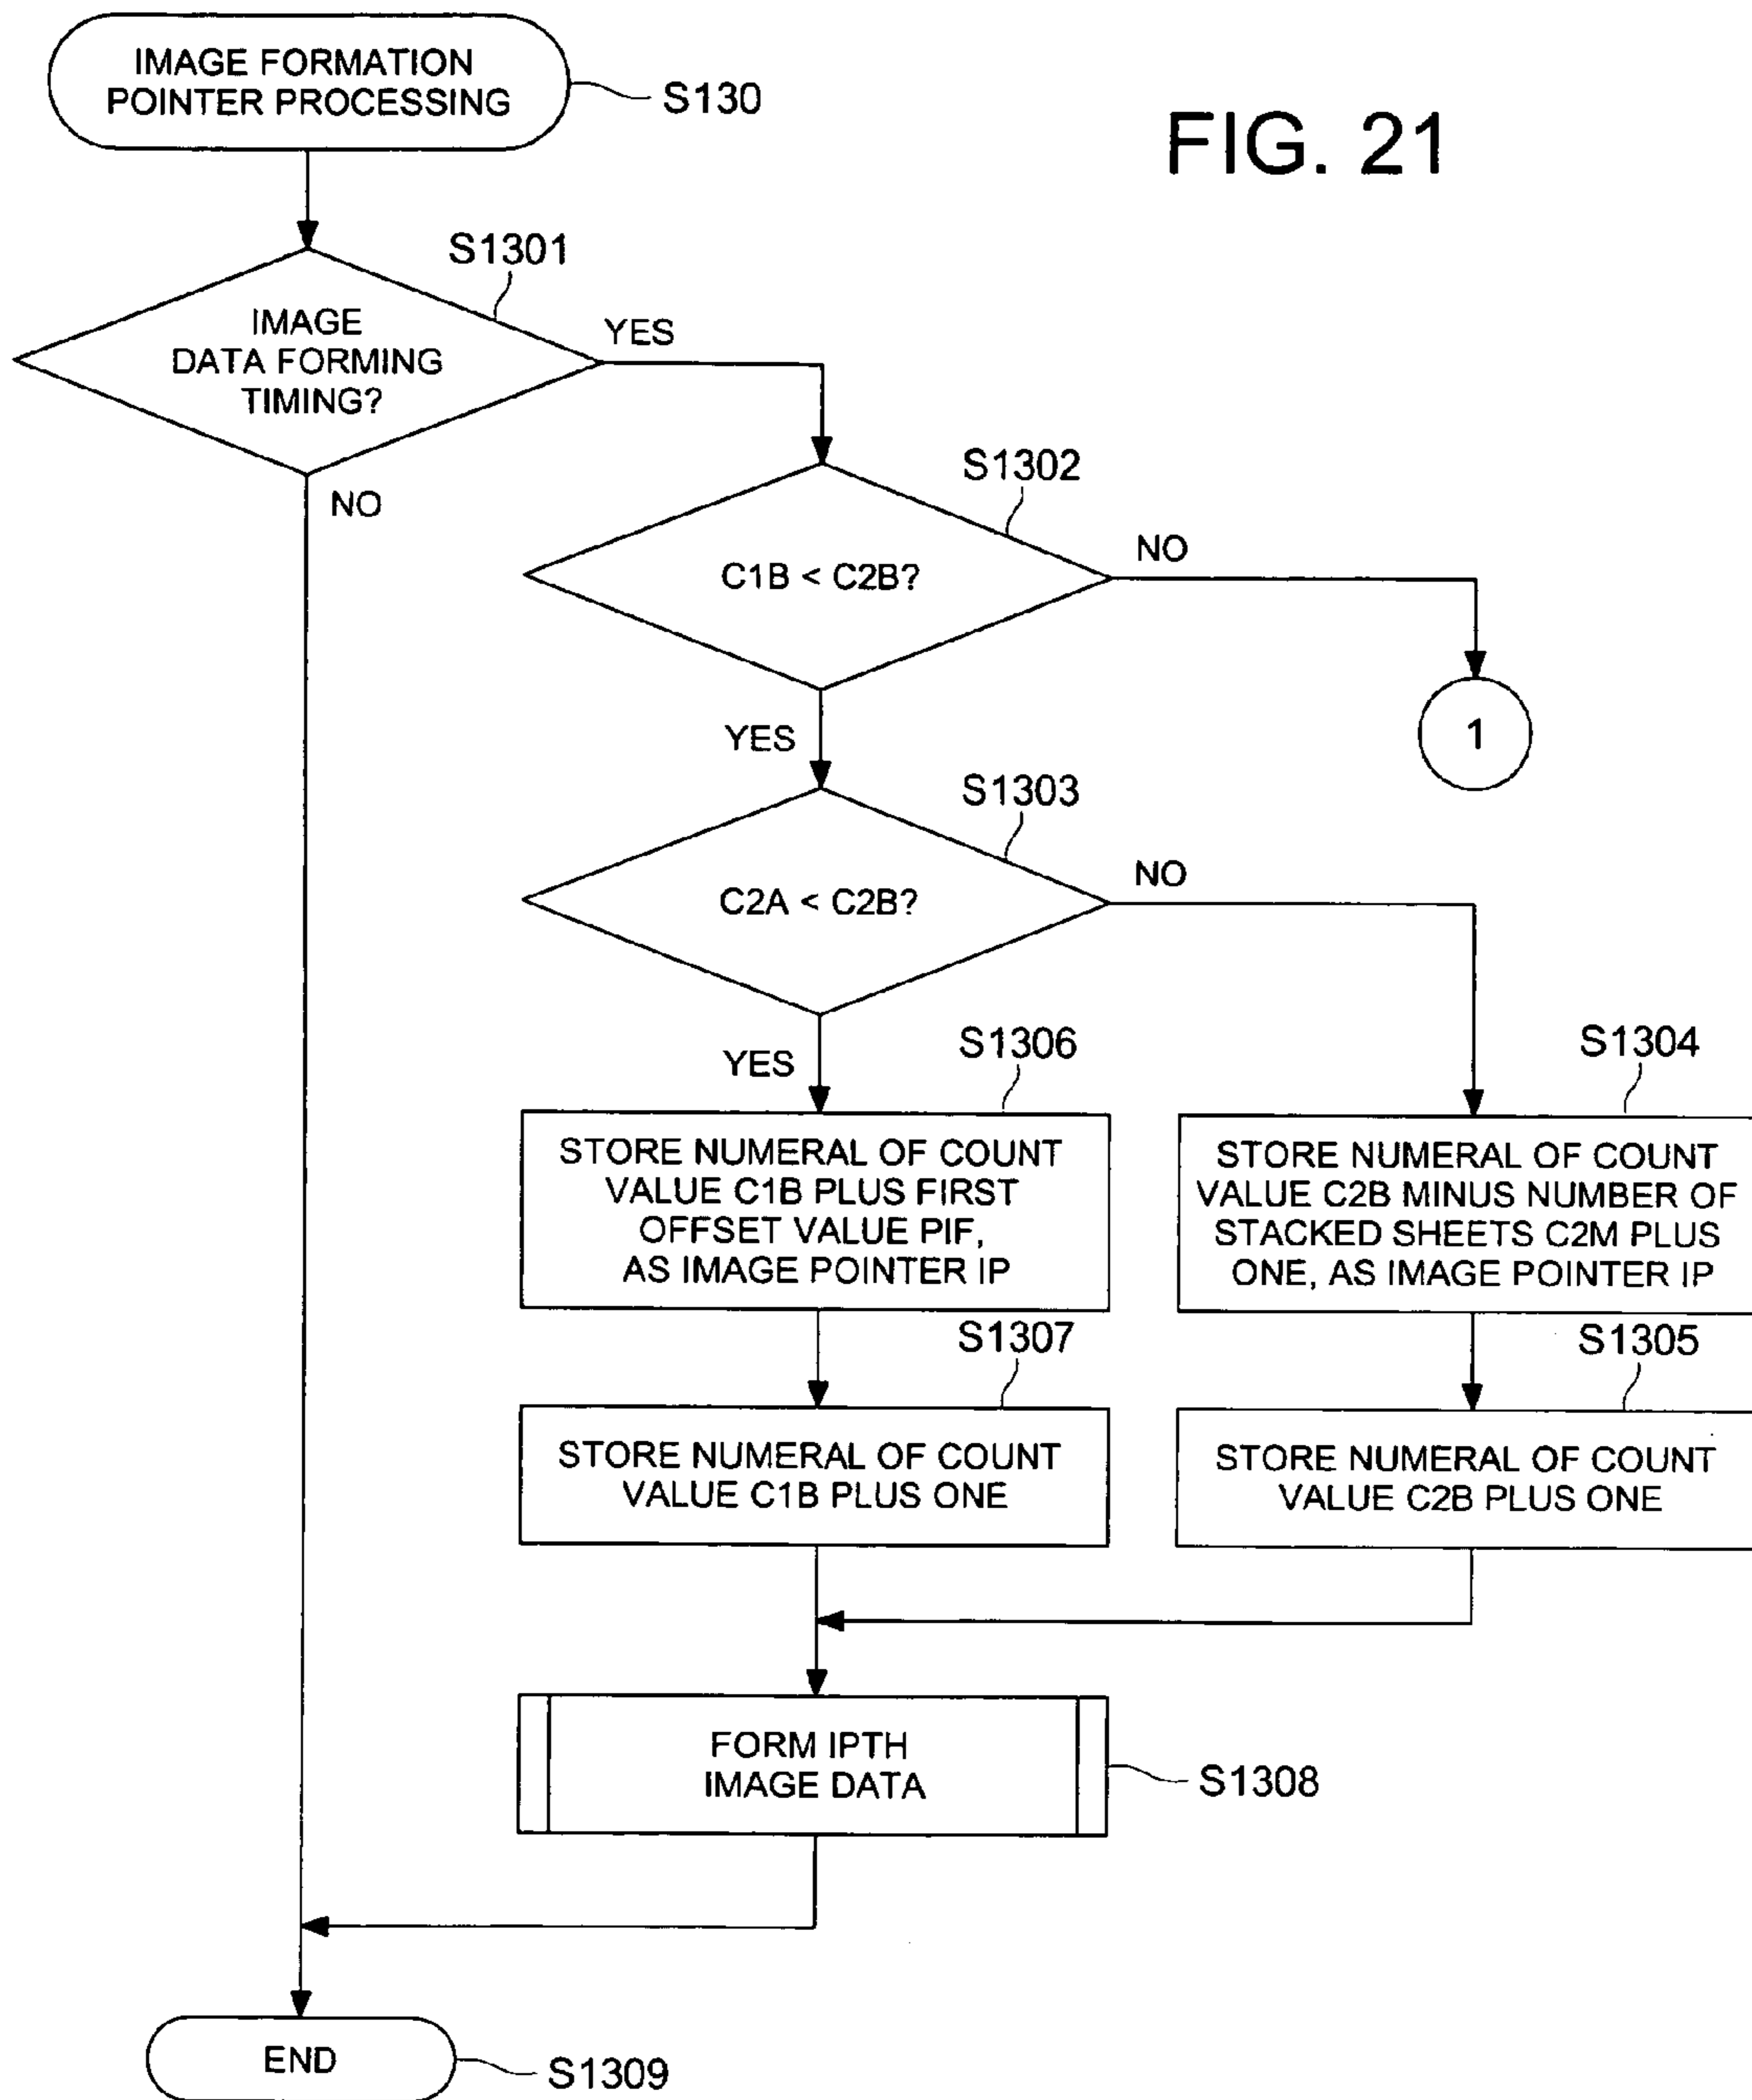 IMAGE FORMATION
POINTER PROCESSING
S130
FIG. 21
S1301
IMAGE
DATA FORMING
TIMING?
YES
NO
S1302
C1B < C2B?
NO
1
YES
S1303
C2A < C2B?
NO
YES
S1306
STORE NUMERAL OF COUNT
VALUE C1B PLUS FIRST
OFFSET VALUE PIF,
AS IMAGE POINTER IP
S1304
STORE NUMERAL OF COUNT
VALUE C2B MINUS NUMBER OF
STACKED SHEETS C2M PLUS
ONE, AS IMAGE POINTER IP
S1307
STORE NUMERAL OF COUNT
VALUE C1B PLUS ONE
S1305
STORE NUMERAL OF COUNT
VALUE C2B PLUS ONE
FORM IPTH
IMAGE DATA
S1308
END
S1309